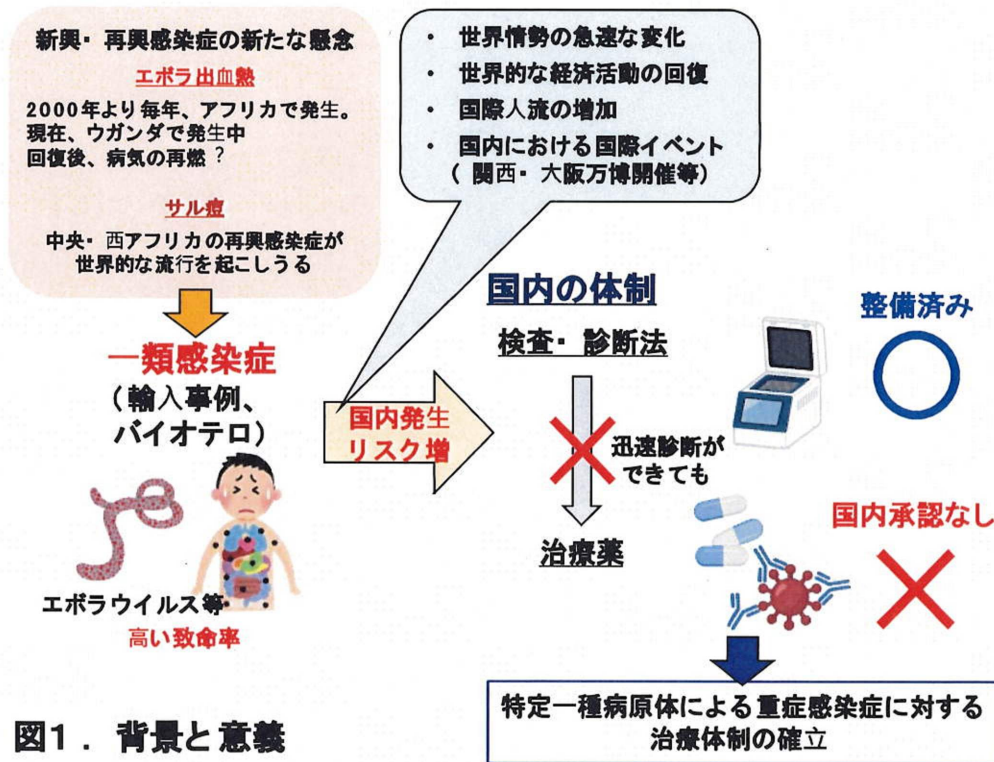 新興・再興感染症の新たな懸念
エボラ出血熱
2000年より毎年、アフリカで発生。
現在、ウガンダで発生中
回復後、病気の再燃？
サル痘
中央・西アフリカの再興感染症が
世界的な流行を起こしうる
・ 世界情勢の急速な変化
・ 世界的な経済活動の回復
・ 国際人流の増加
・ 国内における国際イベント
（関西・大阪万博開催等）
一類感染症
（輸入事例、
バイオテロ）
エボラウイルス等
高い致命率
国内発生
リスク増
国内の体制
検査・診断法
整備済み
迅速診断が
できても
治療薬
国内承認なし
特定一種病原体による重症感染症に対する
治療体制の確立
図1．背景と意義